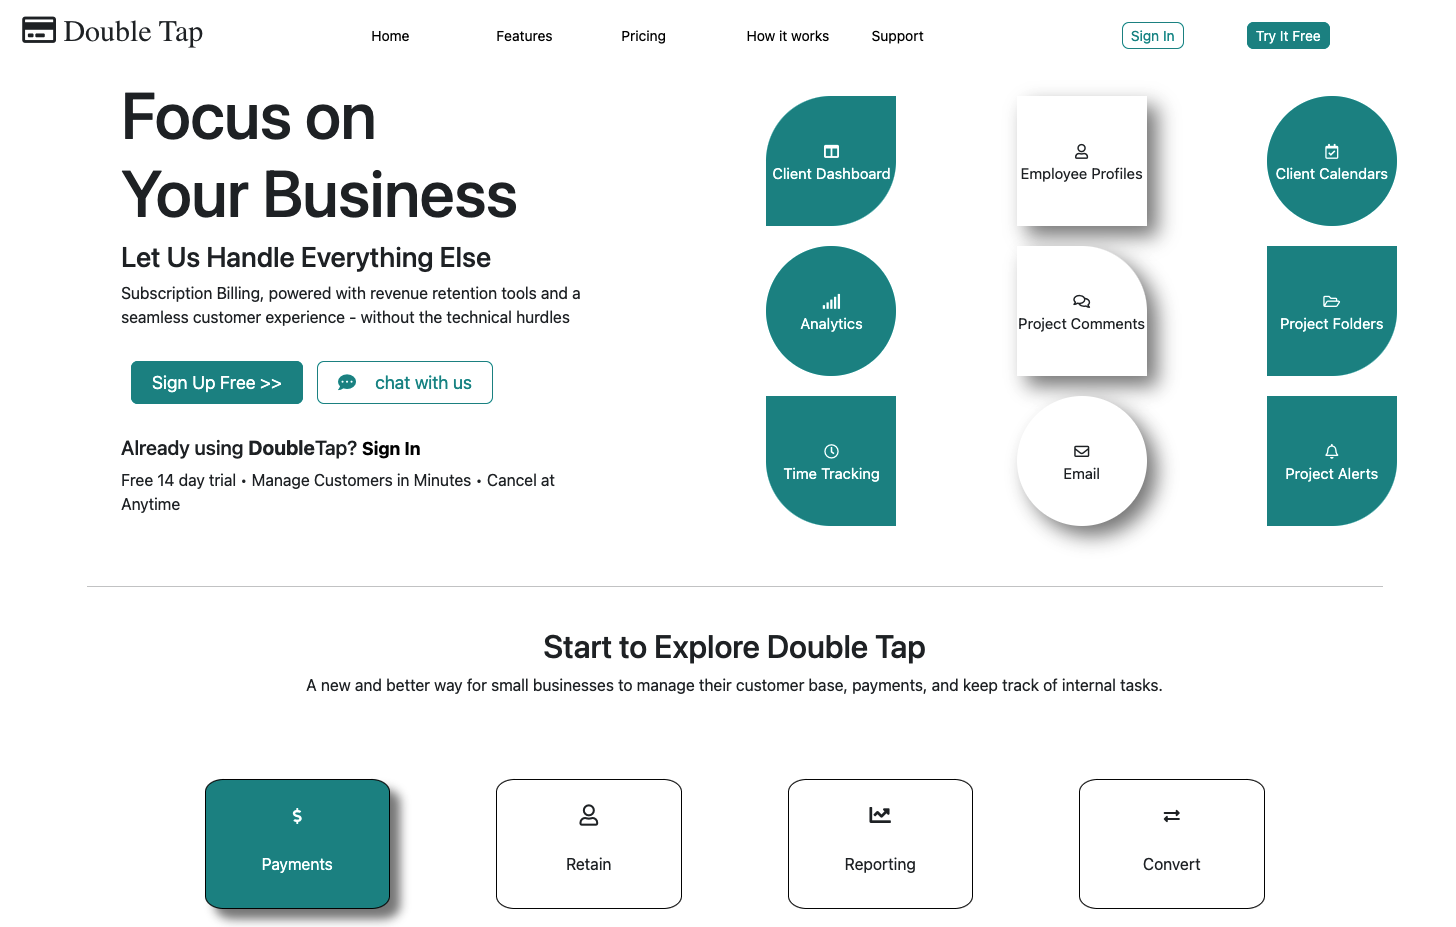 Double Tap
Home
Features
Pricing
How it works
Support
Sign In
Try It Free
Focus on
Your Business
Let Us Handle Everything Else
Subscription Billing, powered with revenue retention tools and a
seamless customer experience - without the technical hurdles
Sign Up Free >>
chat with us
Already using DoubleTap? Sign In
Free 14 day trial • Manage Customers in Minutes • Cancel at
Anytime
Client Dashboard
Employee Profiles
Client Calendars
Analytics
Project Comments
Project Folders
Time Tracking
Email
Project Alerts
Start to Explore Double Tap
A new and better way for small businesses to manage their customer base, payments, and keep track of internal tasks.
Payments
Retain
Reporting
Convert